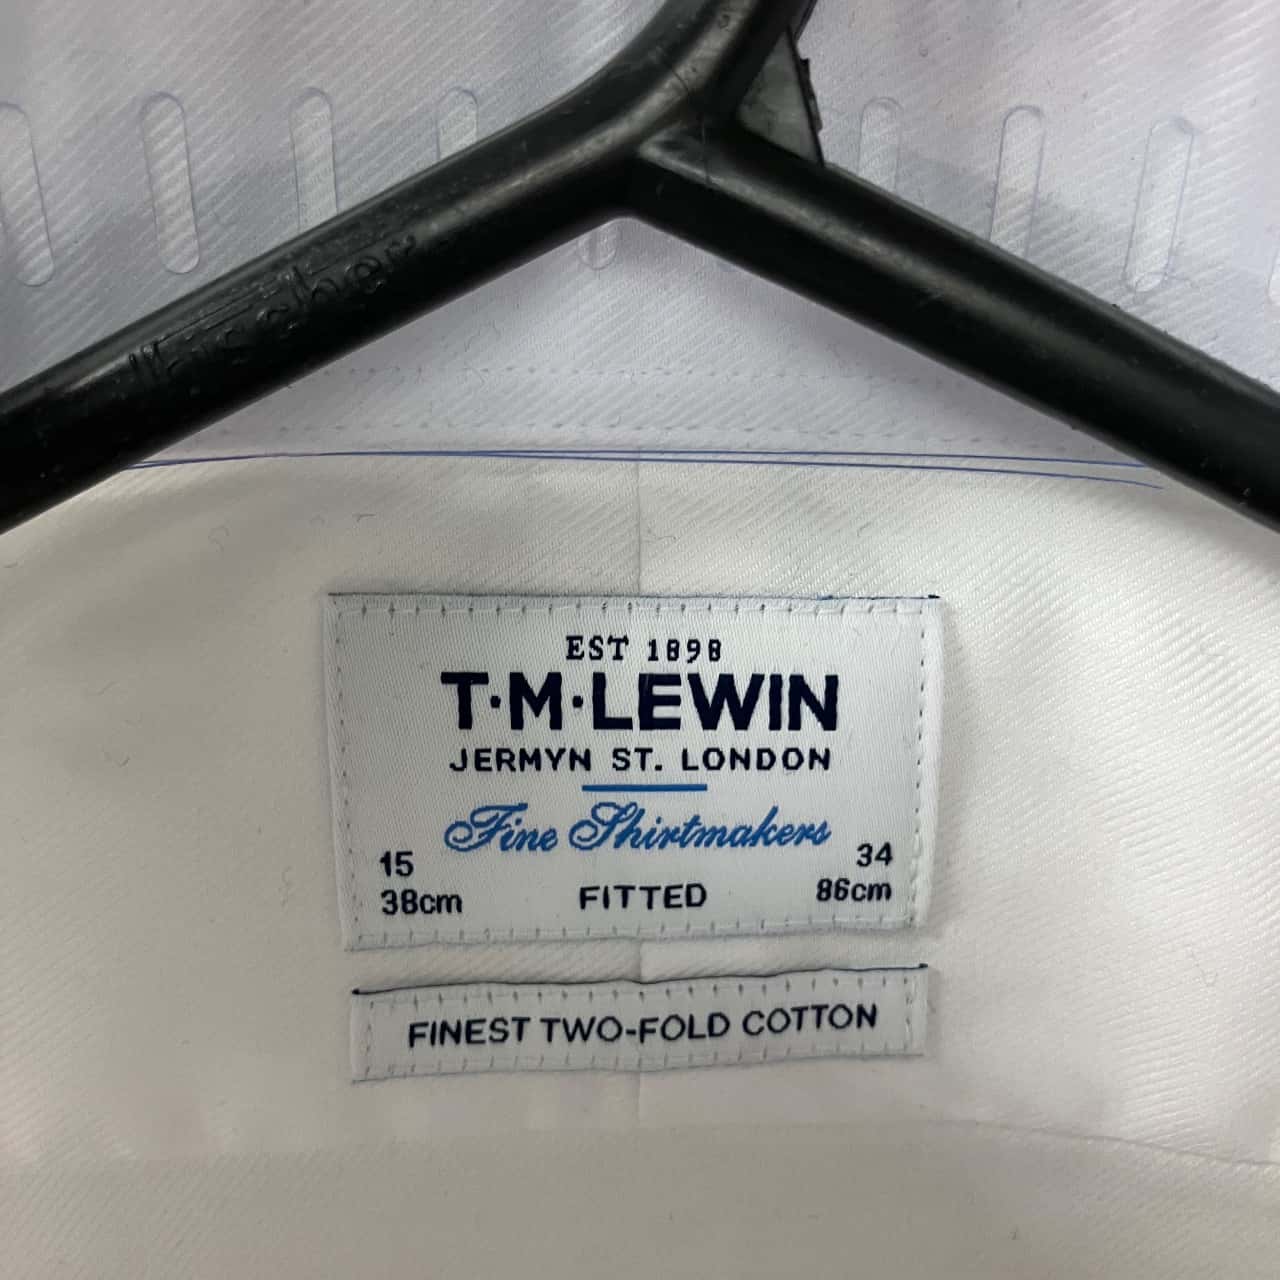 EST 1898
T·M·LEWIN
JERMYN ST. LONDON
Fine Shirtmakers
15
38cm
FITTED
34
86cm
FINEST TWO-FOLD COTTON